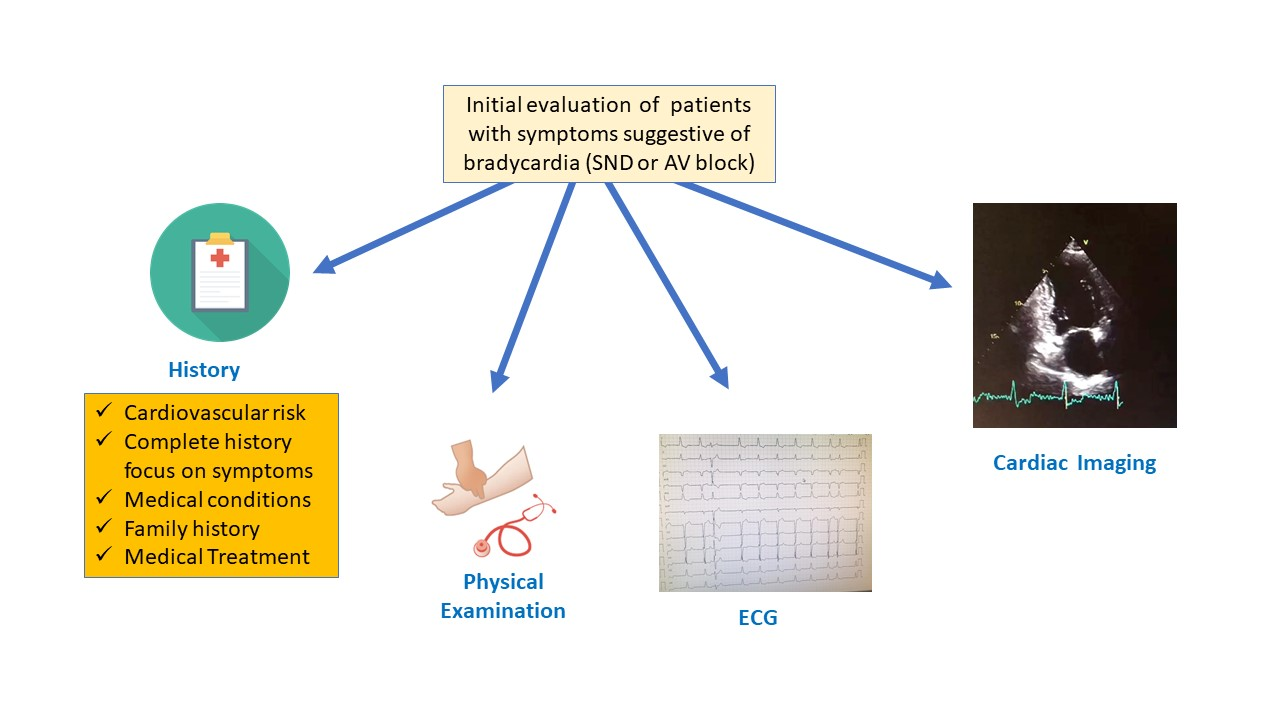 Initial evaluation of patients
with symptoms suggestive of
bradycardia (SND or AV block)
History
✓ Cardiovascular risk
✓ Complete history
focus on symptoms
✓ Medical conditions
✓ Family history
✓ Medical Treatment
Physical
Examination
ECG
V
10
Cardiac Imaging